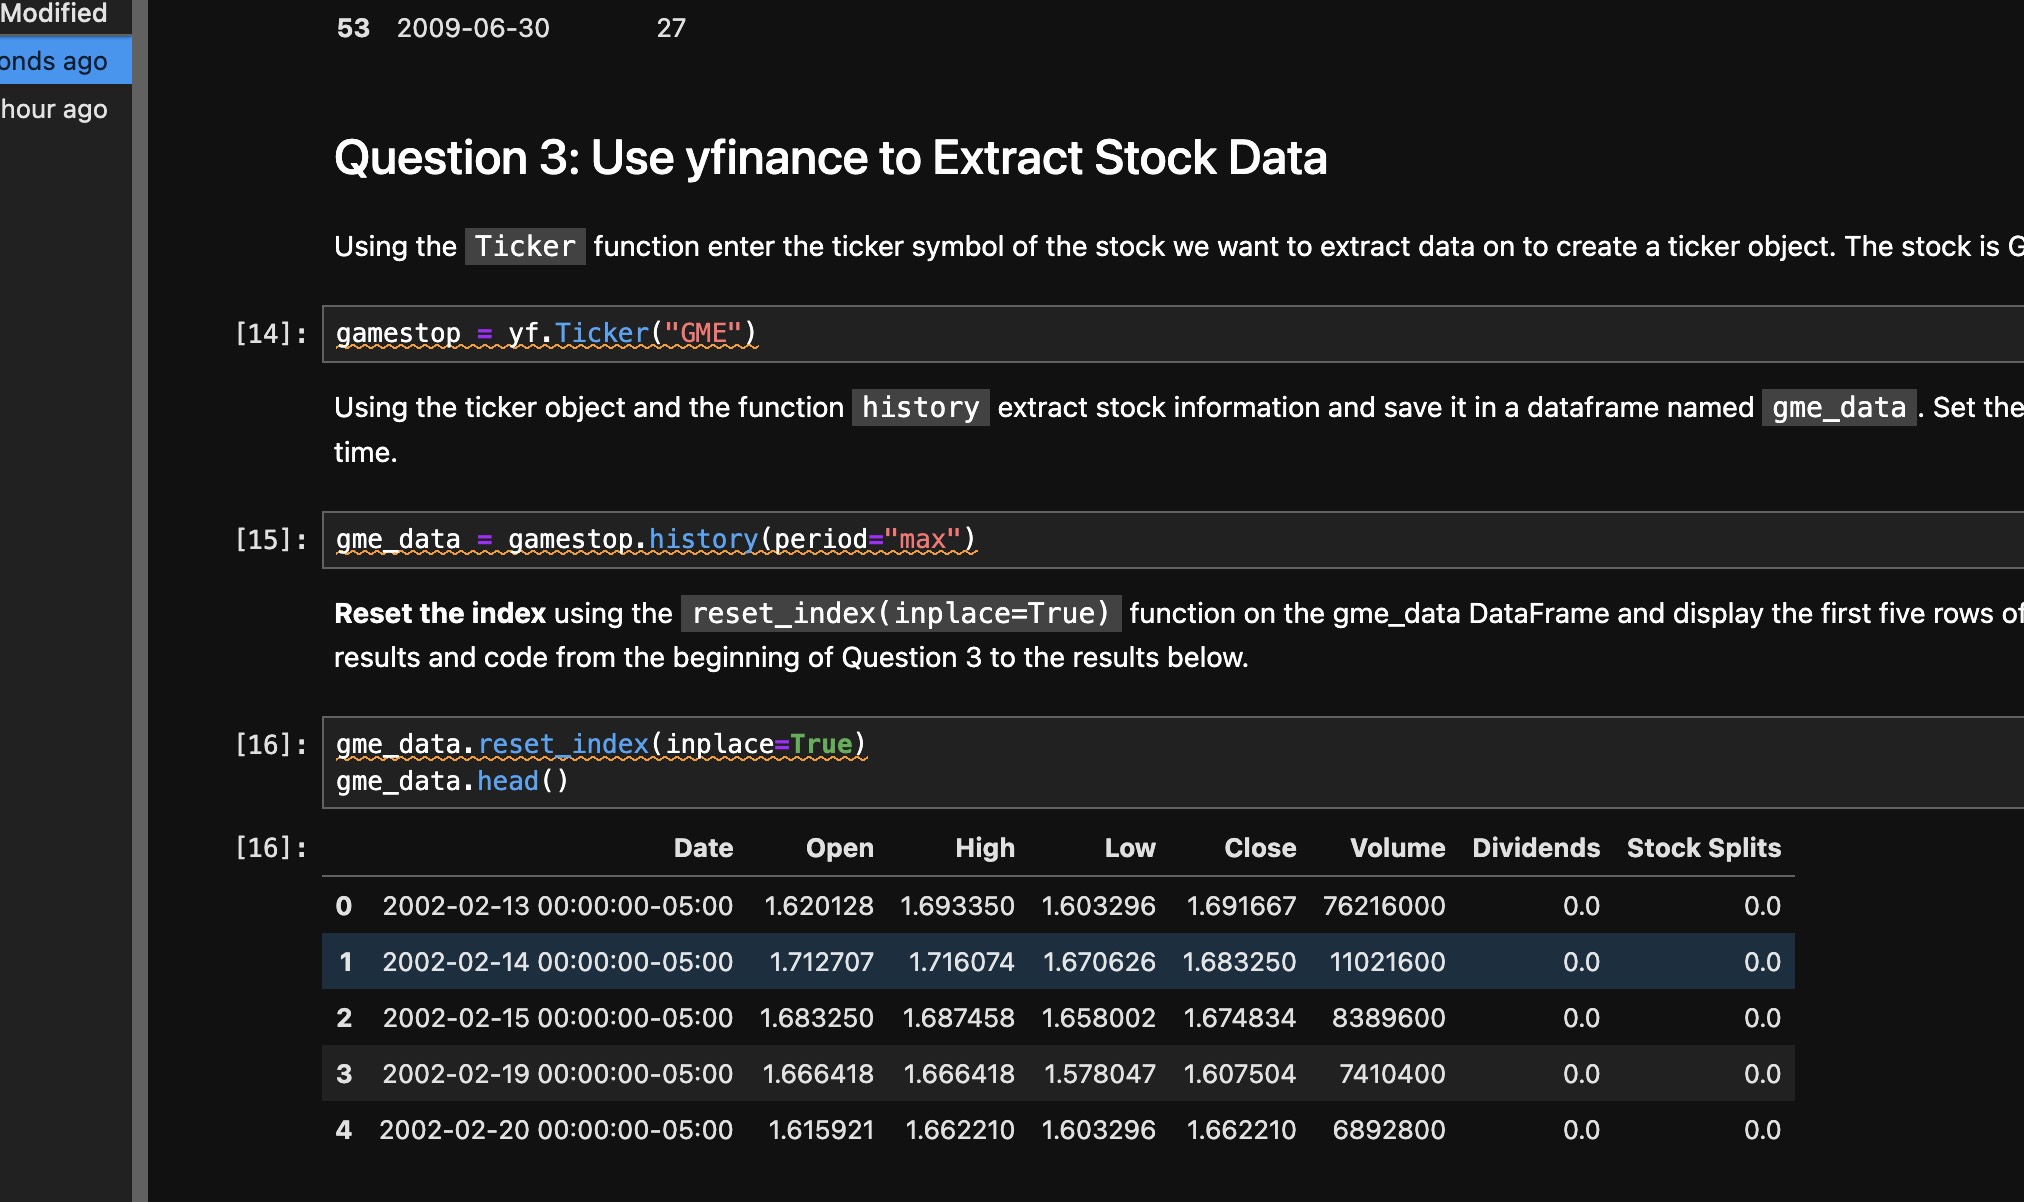 Modified
onds ago
hour ago
53 2009-06-30 27
Question 3: Use yfinance to Extract Stock Data
Using the Ticker function enter the ticker symbol of the stock we want to extract data on to create a ticker object. The stock is G
[14]: gamestop = yf.Ticker("GME")
Using the ticker object and the function history extract stock information and save it in a dataframe named gme_data . Set the
time.
[15]: gme_data = gamestop.history(period="max")
Reset the index using the reset_index(inplace=True) function on the gme_data DataFrame and display the first five rows of
results and code from the beginning of Question 3 to the results below.
[16]: gme_data.reset_index(inplace=True)
gme_data.head()
[16]: Date Open High Low Close Volume Dividends Stock Splits
0 2002-02-13 00:00:00-05:00 1.620128 1.693350 1.603296 1.691667 76216000 0.0 0.0
1 2002-02-14 00:00:00-05:00 1.712707 1.716074 1.670626 1.683250 11021600 0.0 0.0
2 2002-02-15 00:00:00-05:00 1.683250 1.687458 1.658002 1.674834 8389600 0.0 0.0
3 2002-02-19 00:00:00-05:00 1.666418 1.666418 1.578047 1.607504 7410400 0.0 0.0
4 2002-02-20 00:00:00-05:00 1.615921 1.662210 1.603296 1.662210 6892800 0.0 0.0